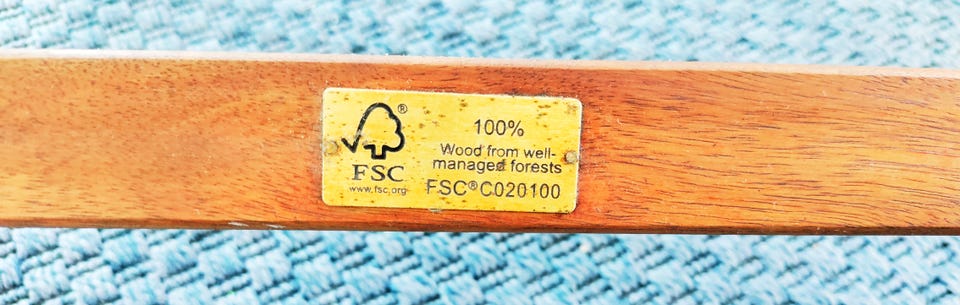 ®
FSC
www.fsc.org
100%
Wood from well-
managed forests
FSC®C020100